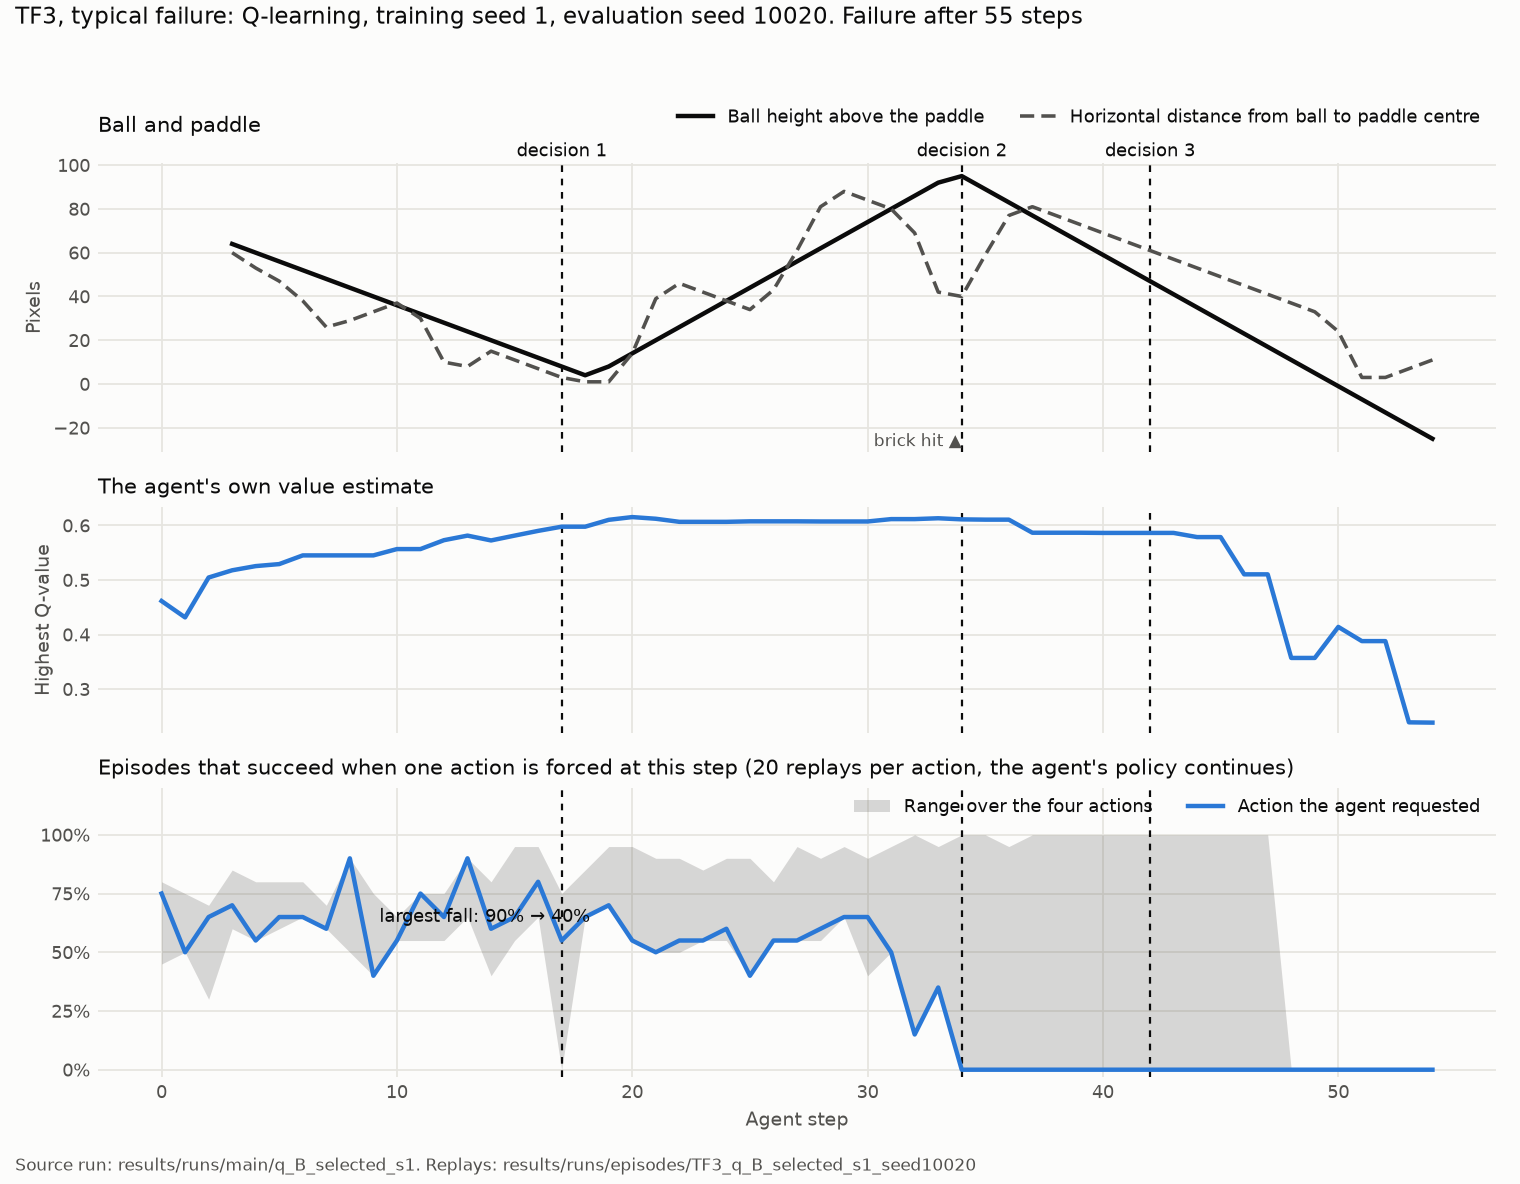 TF3, typical failure: Q-learning, training seed 1, evaluation seed 10020. Failure after 55 steps
Ball and paddle
Ball height above the paddle
Horizontal distance from ball to paddle centre
decision 1
decision 2
decision 3
Pixels
100
80
60
40
20
0
−20
brick hit ▲
The agent's own value estimate
Highest Q-value
0.6
0.5
0.4
0.3
Episodes that succeed when one action is forced at this step (20 replays per action, the agent's policy continues)
Range over the four actions
Action the agent requested
100%
75%
50%
25%
0%
largest fall: 90% → 40%
0
10
20
30
40
50
Agent step
Source run: results/runs/main/q_B_selected_s1. Replays: results/runs/episodes/TF3_q_B_selected_s1_seed10020